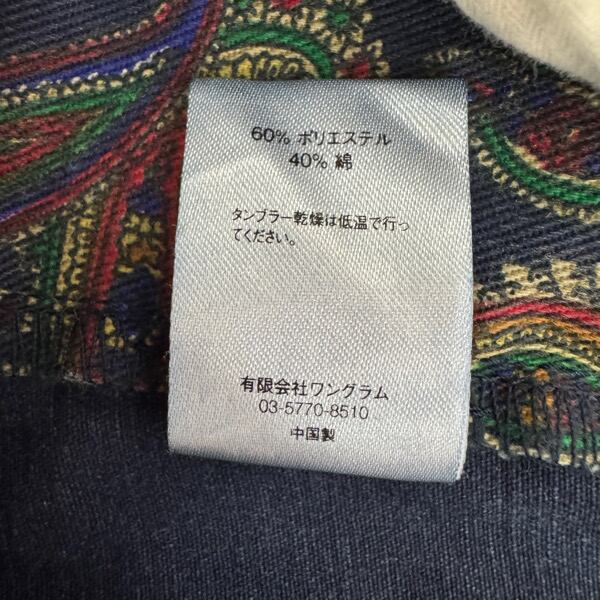 60% ポリエステル
40% 綿
タンブラー乾燥は低温で行っ
てください。
有限会社ワングラム
03-5770-8510
中国製